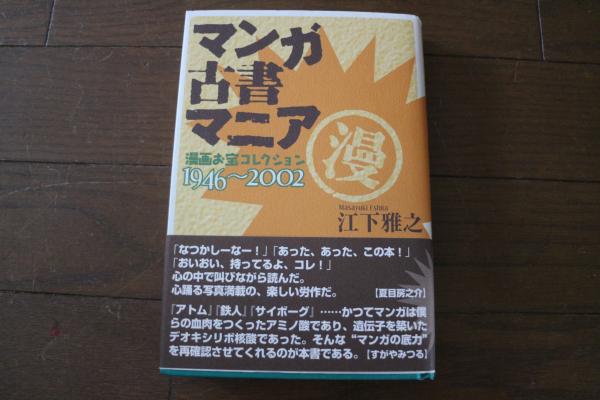 マンガ
古書
マニア
漫画お宝コレクション
1946〜2002
漫
Masayuki Eshita
江下雅之
「なつかしーなー!」「あった、あった、この本!」
「おいおい、持ってるよ、コレ!」
心の中で叫びながら読んだ。
心踊る写真満載の、楽しい労作だ。【夏目房之介】
『アトム』『鉄人』『サイボーグ』……かつてマンガは僕
らの血肉をつくったアミノ酸であり、遺伝子を築いた
デオキシリボ核酸であった。そんな“マンガの底力”
を再確認させてくれるのが本書である。【すがやみつる】